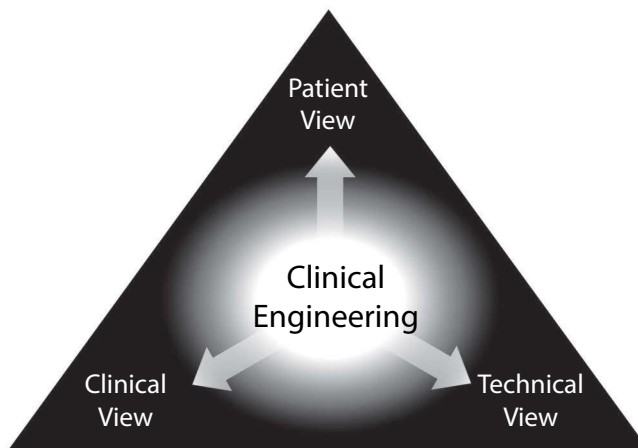 Patient
View
Clinical
Engineering
Clinical
View
Technical
View